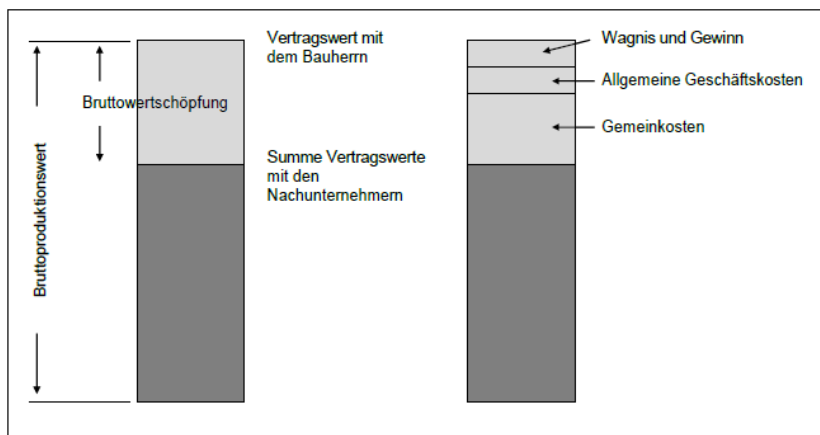 Vertragswert mit
dem Bauherrn
Wagnis und Gewinn
Allgemeine Geschäftskosten
Bruttowertschöpfung
Gemeinkosten
Summe Vertragswerte
mit den
Nachunternehmern
Bruttoproduktionswert